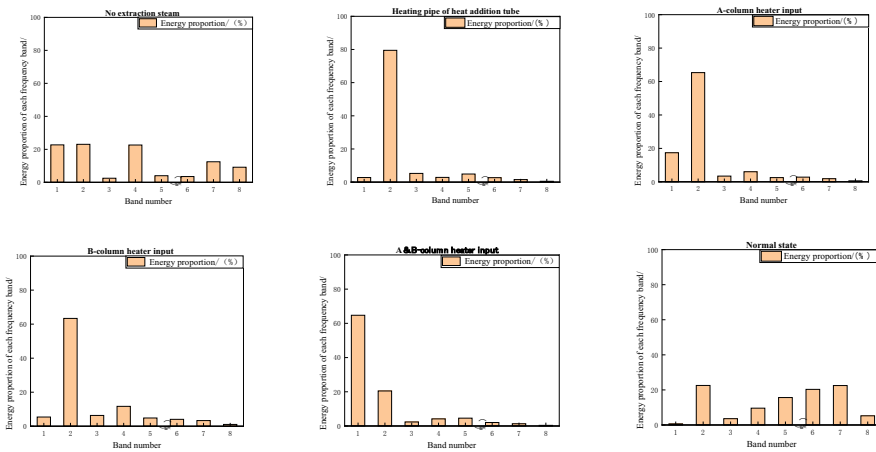 No extraction steam
Energy proportion/（%）
Energy proportion of each frequency band/
100
80
60
40
20
0
1 2 3 4 5 6 7 8
Band number
Heating pipe of heat addition tube
Energy proportion/(%)
Energy proportion of each frequency band/
100
80
60
40
20
0
1 2 3 4 5 6 7 8
Band number
A-column heater input
Energy proportion/(%)
Energy proportion of each frequency band/
100
80
60
40
20
0
1 2 3 4 5 6 7 8
Band number
B-column heater input
Energy proportion/（%）
Energy proportion of each frequency band/
100
80
60
40
20
0
1 2 3 4 5 6 7 8
Band number
A&B-column heater input
Energy proportion/（%）
Energy proportion of each frequency band/
100
80
60
40
20
0
1 2 3 4 5 6 7 8
Band number
Normal state
Energy proportion/(%)
Energy proportion of each frequency band/
100
80
60
40
20
0
1 2 3 4 5 6 7 8
Band number